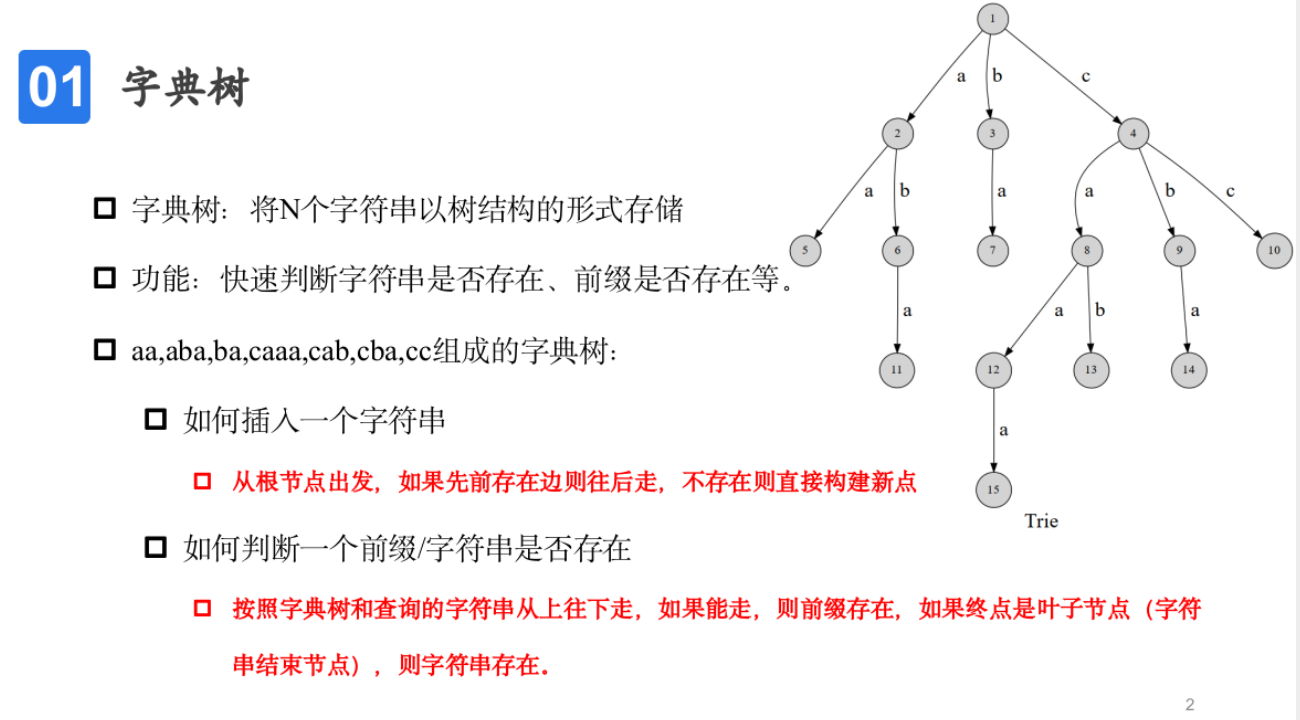 01 字典树
字典树：将N个字符串以树结构的形式存储
功能：快速判断字符串是否存在、前缀是否存在等。
aa,aba,ba,caaa,cab,cba,cc组成的字典树：
如何插入一个字符串
从根节点出发，如果先前存在边则往后走，不存在则直接构建新点
如何判断一个前缀/字符串是否存在
按照字典树和查询的字符串从上往下走，如果能走，则前缀存在，如果终点是叶子节点（字符
串结束节点），则字符串存在。
1
a b c
2 3 4
a b a a b c
5 6 7 8 9 10
a a b a
11 12 13 14
a
15
Trie
2